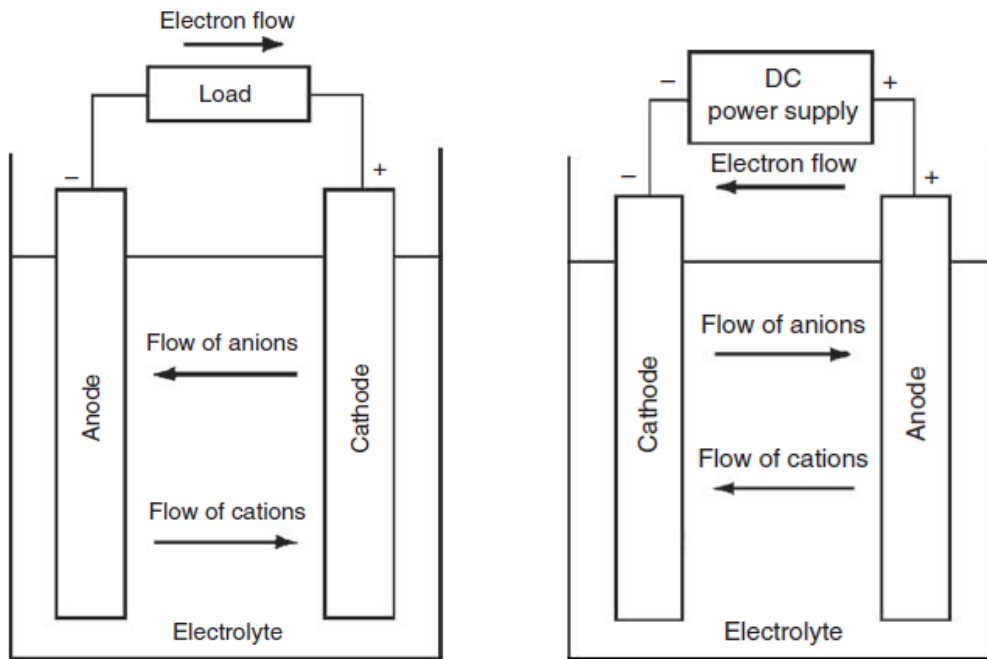 Electron flow
Load
–
+
Anode
Flow of anions
Cathode
Flow of cations
Electrolyte
–
DC
power supply
+
Electron flow
–
+
Cathode
Flow of anions
Anode
Flow of cations
Electrolyte